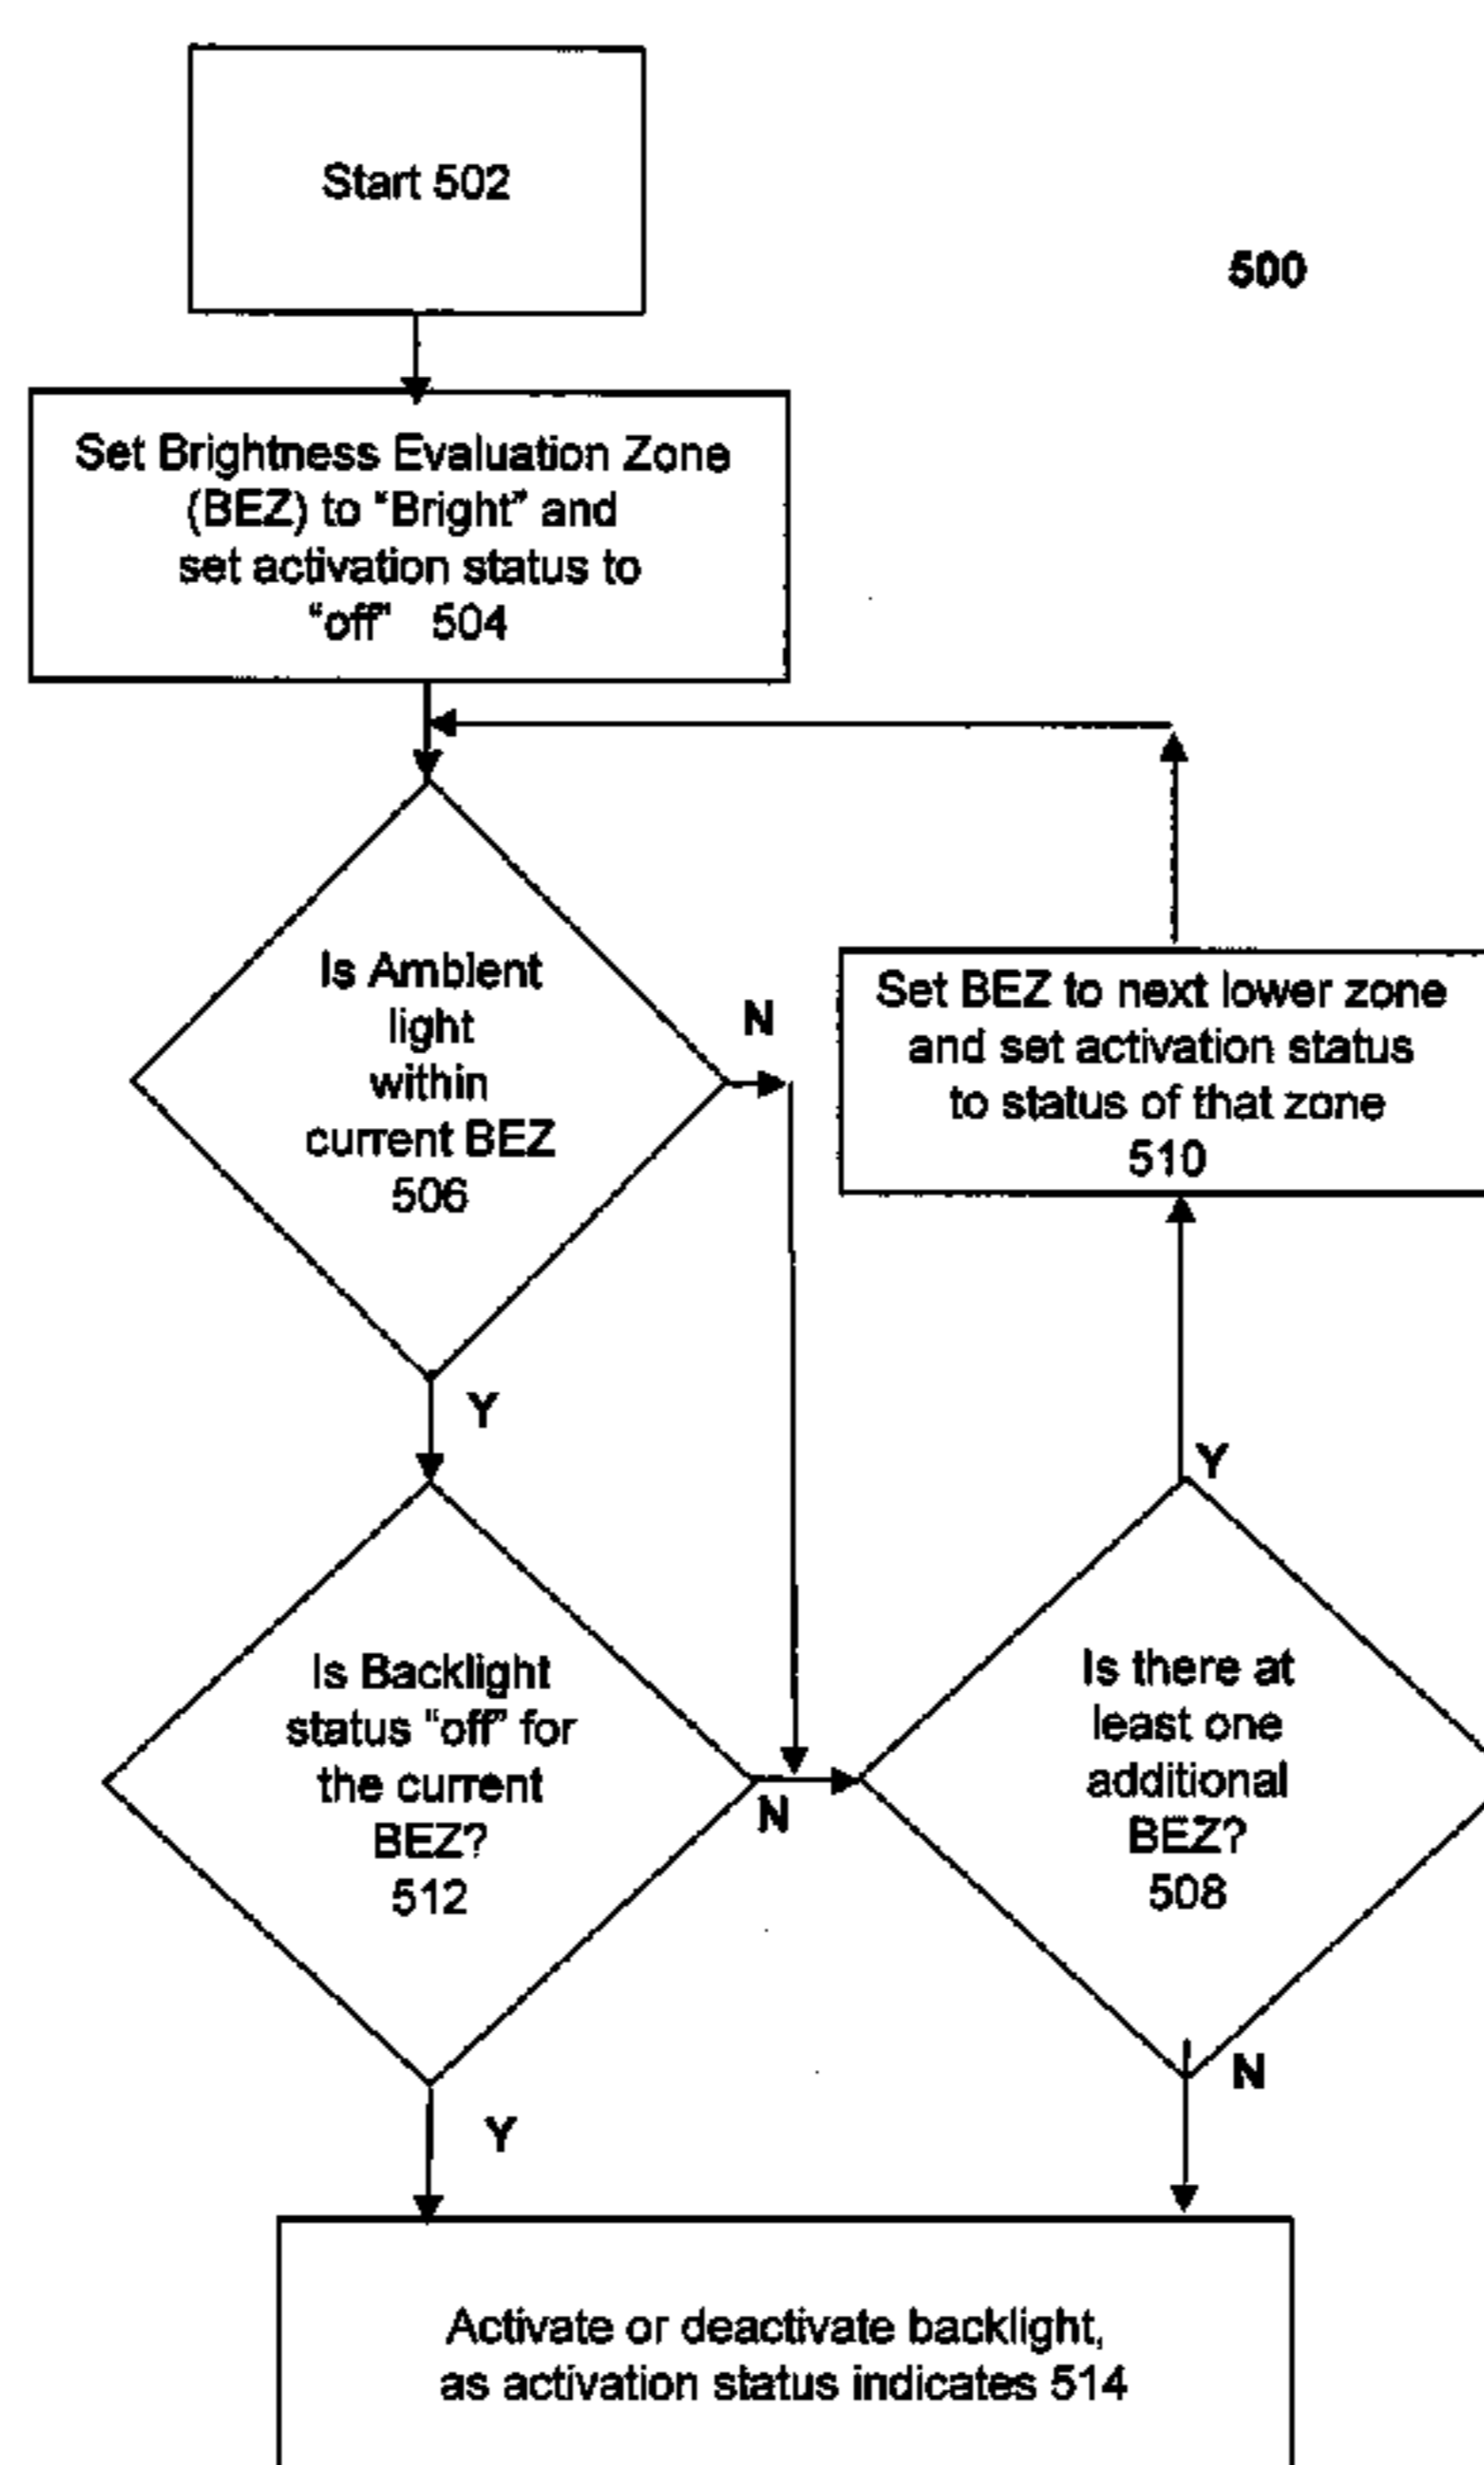 Start 502
500
Set Brightness Evaluation Zone
(BEZ) to “Bright” and
set activation status to
“off” 504
Is Ambient
light
within
current BEZ
506
N
Set BEZ to next lower zone
and set activation status
to status of that zone
510
Y
Y
Is Backlight
status “off” for
the current
BEZ?
512
N
Is there at
least one
additional
BEZ?
508
N
Y
Activate or deactivate backlight,
as activation status indicates 514